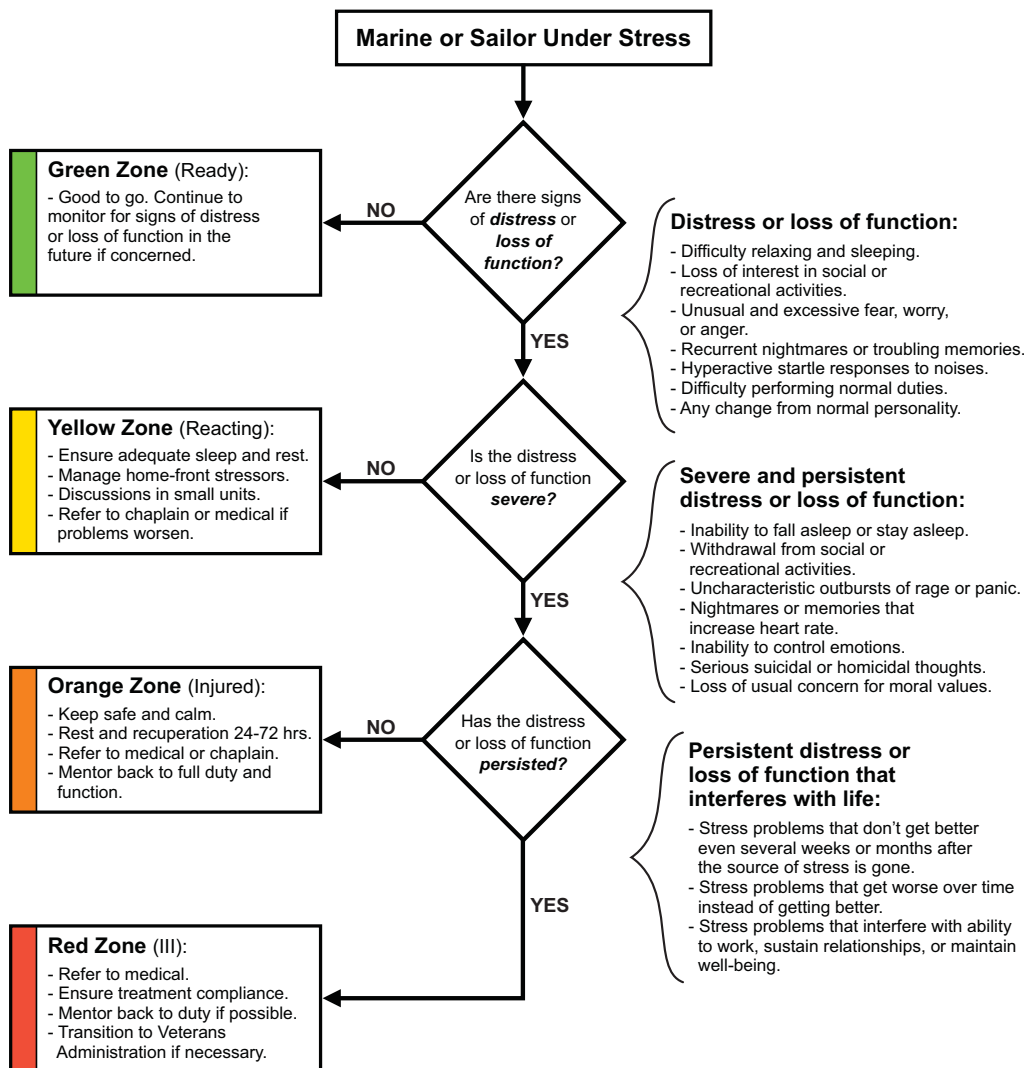 Marine or Sailor Under Stress
Green Zone (Ready):
- Good to go. Continue to
monitor for signs of distress
or loss of function in the
future if concerned.
NO
Are there signs
of distress or
loss of
function?
Distress or loss of function:
- Difficulty relaxing and sleeping.
- Loss of interest in social or
recreational activities.
- Unusual and excessive fear, worry,
or anger.
- Recurrent nightmares or troubling memories.
- Hyperactive startle responses to noises.
- Difficulty performing normal duties.
- Any change from normal personality.
YES
Yellow Zone (Reacting):
- Ensure adequate sleep and rest.
- Manage home-front stressors.
- Discussions in small units.
- Refer to chaplain or medical if
problems worsen.
NO
Is the distress
or loss of function
severe?
Severe and persistent
distress or loss of function:
- Inability to fall asleep or stay asleep.
- Withdrawal from social or
recreational activities.
- Uncharacteristic outbursts of rage or panic.
- Nightmares or memories that
increase heart rate.
- Inability to control emotions.
- Serious suicidal or homicidal thoughts.
- Loss of usual concern for moral values.
YES
Orange Zone (Injured):
- Keep safe and calm.
- Rest and recuperation 24-72 hrs.
- Refer to medical or chaplain.
- Mentor back to full duty and
function.
NO
Has the distress
or loss of function
persisted?
Persistent distress or
loss of function that
interferes with life:
- Stress problems that don't get better
even several weeks or months after
the source of stress is gone.
- Stress problems that get worse over time
instead of getting better.
- Stress problems that interfere with ability
to work, sustain relationships, or maintain
well-being.
YES
Red Zone (III):
- Refer to medical.
- Ensure treatment compliance.
- Mentor back to duty if possible.
- Transition to Veterans
Administration if necessary.